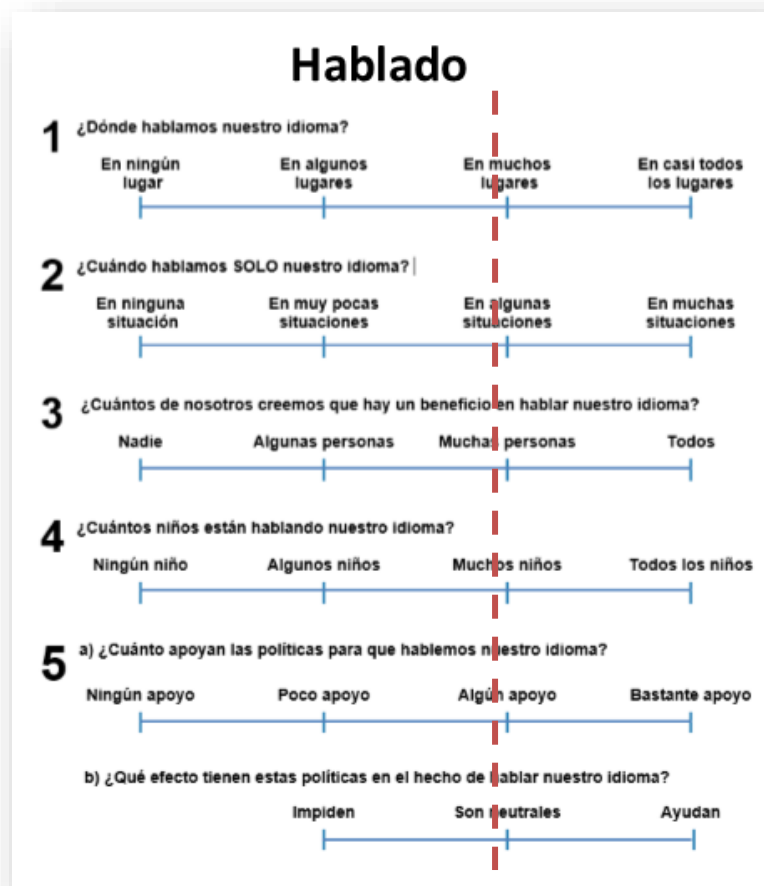 Hablado
1 ¿Dónde hablamos nuestro idioma?
En ningún lugar En algunos lugares En muchos lugares En casi todos los lugares
2 ¿Cuándo hablamos SOLO nuestro idioma?
En ninguna situación En muy pocas situaciones En algunas situaciones En muchas situaciones
3 ¿Cuántos de nosotros creemos que hay un beneficio en hablar nuestro idioma?
Nadie Algunas personas Muchas personas Todos
4 ¿Cuántos niños están hablando nuestro idioma?
Ningún niño Algunos niños Muchos niños Todos los niños
5 a) ¿Cuánto apoyan las políticas para que hablemos nuestro idioma?
Ningún apoyo Poco apoyo Algún apoyo Bastante apoyo
b) ¿Qué efecto tienen estas políticas en el hecho de hablar nuestro idioma?
Impiden Son neutrales Ayudan